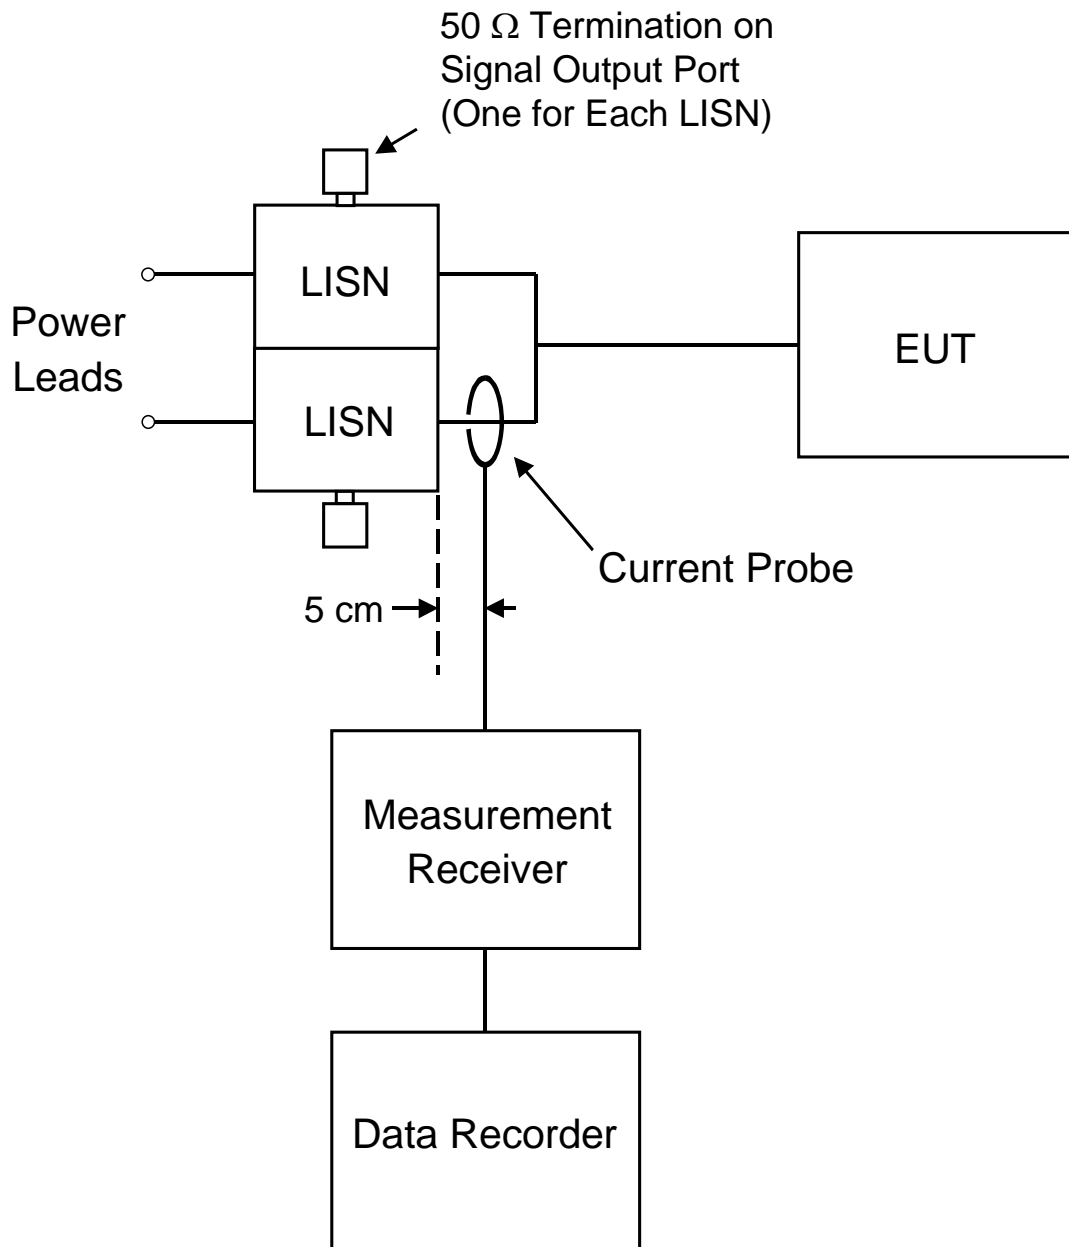 50 Ω Termination on
Signal Output Port
(One for Each LISN)
LISN
Power
Leads
LISN
EUT
Current Probe
5 cm
Measurement
Receiver
Data Recorder